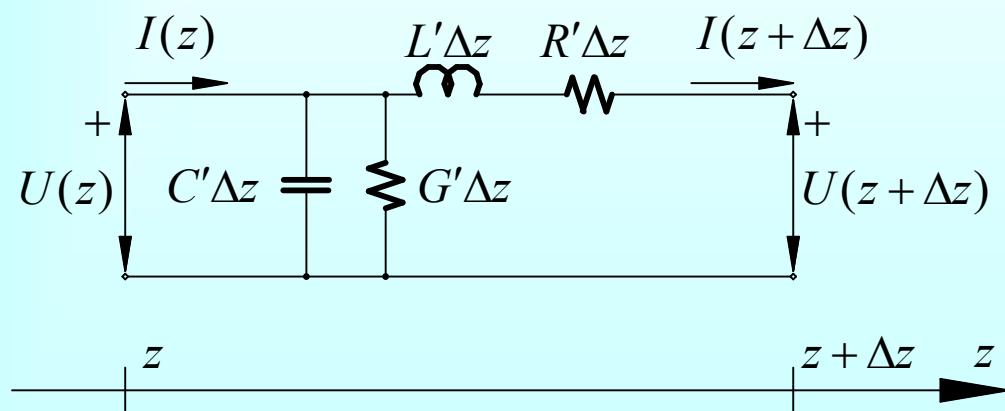 I(z) L′Δz R′Δz I(z + Δz)
+ +
U(z) C′Δz G′Δz U(z + Δz)
z z + Δz z